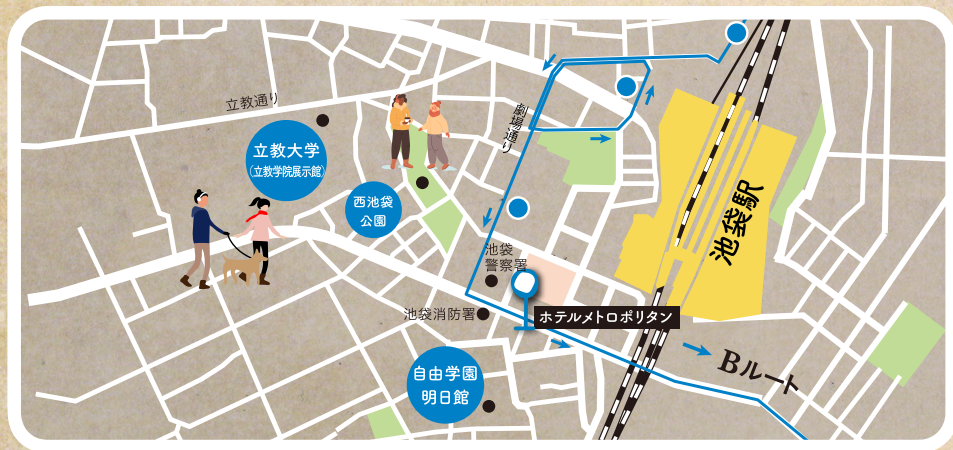 立教通り
立教大学
(立教学院展示館)
劇場通り
西池袋
公園
池袋駅
池袋
警察署
池袋消防署
ホテルメトロポリタン
Bルート
自由学園
明日館